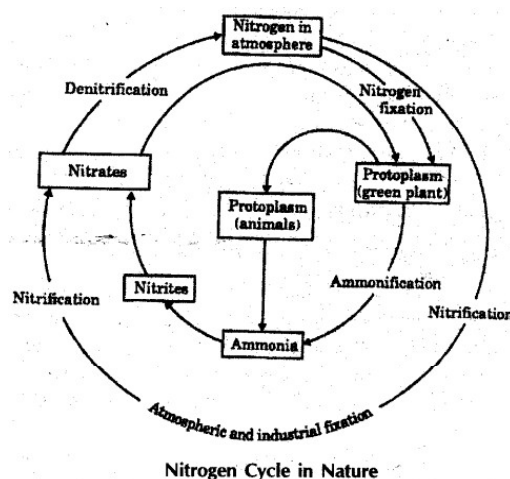 Nitrogen in
atmosphere
Denitrification
Nitrogen
fixation
Nitrates
Protoplasm
(green plant)
Protoplasm
(animals)
Nitrites
Ammonification
Nitrification
Nitrification
Ammonia
Atmospheric and industrial fixation
Nitrogen Cycle in Nature